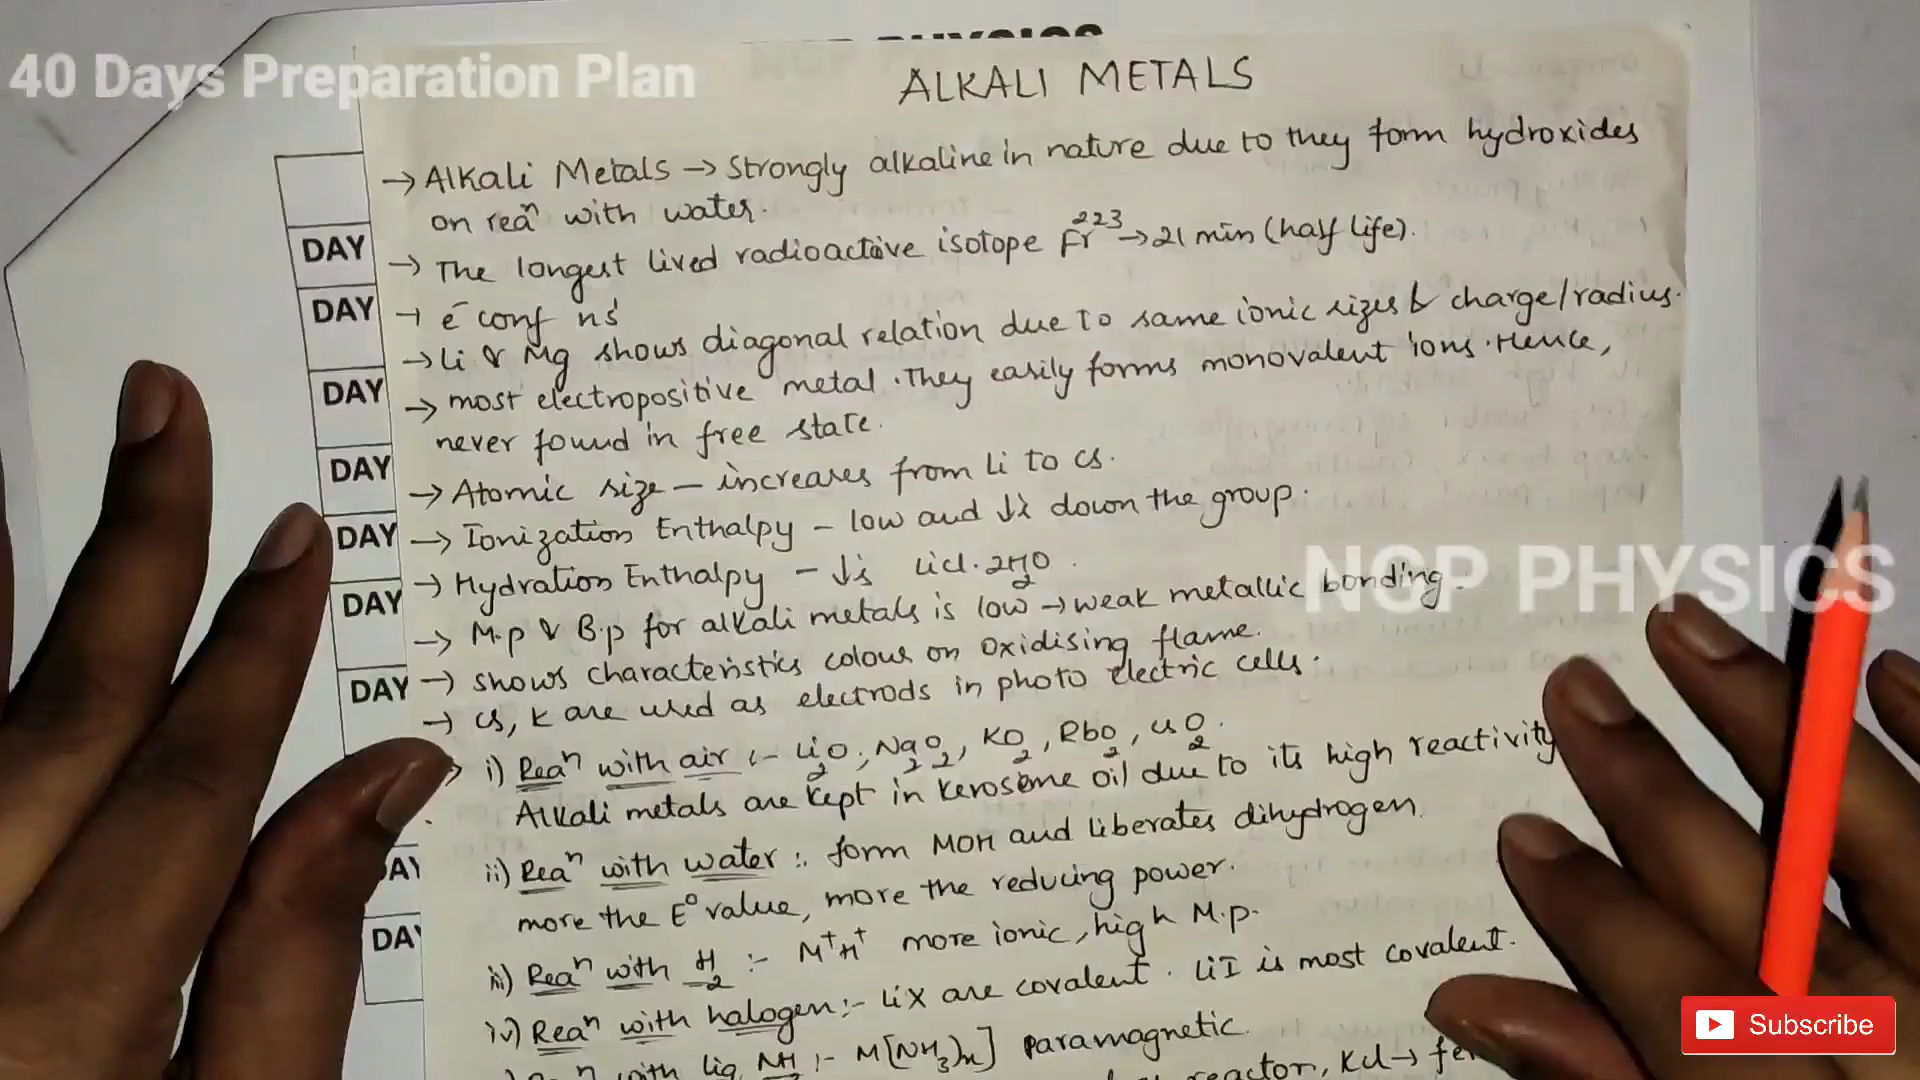 NGP PHYSICS
40 Days Preparation Plan
ALKALI METALS
→ Alkali Metals → Strongly alkaline in nature due to they form hydroxides
on reaⁿ with water.
→ The longest lived radioactive isotope Fr²²³ → 21 min (half life).
→ e⁻ conf ns¹
→ Li & Mg shows diagonal relation due to same ionic sizes & charge/radius.
→ most electropositive metal. They easily forms monovalent ions. Hence,
never found in free state.
→ Atomic size – increases from Li to Cs.
→ Ionization Enthalpy – low and ↓s down the group.
→ Hydration Enthalpy – ↓s LiCl.2H₂O.
→ M.p & B.p for alkali metals is low → weak metallic bonding.
→ shows characteristics colour on oxidising flame.
→ Cs, K are used as electrods in photo electric cells.
i) Reaⁿ with air :- Li₂O, Na₂O₂, KO₂, RbO₂, CsO₂.
Alkali metals are kept in kerosene oil due to its high reactivity
ii) Reaⁿ with water :. form MOH and liberates dihydrogen.
more the E° value, more the reducing power.
iii) Reaⁿ with H₂ :- M⁺H⁺ more ionic, high M.p.
iv) Reaⁿ with halogen :- LiX are covalent. LiI is most covalent.
with liq NH₃ :- M[NH₃)x] paramagnetic.
reactor, KCl →
DAY
DAY
DAY
DAY
DAY
DAY
DAY
AY
DAY
NGP PHYSICS
Subscribe